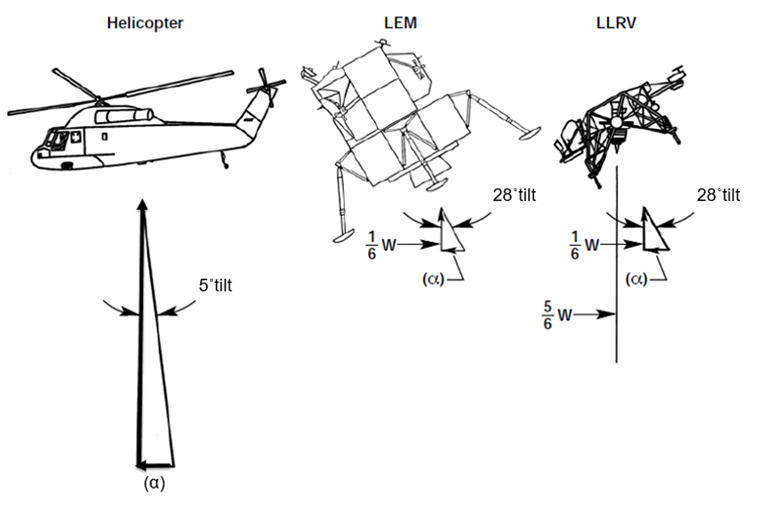 Helicopter
LEM
LLRV
5˚tilt
(α)
28˚tilt
1/6 W
(α)
28˚tilt
1/6 W
(α)
5/6 W